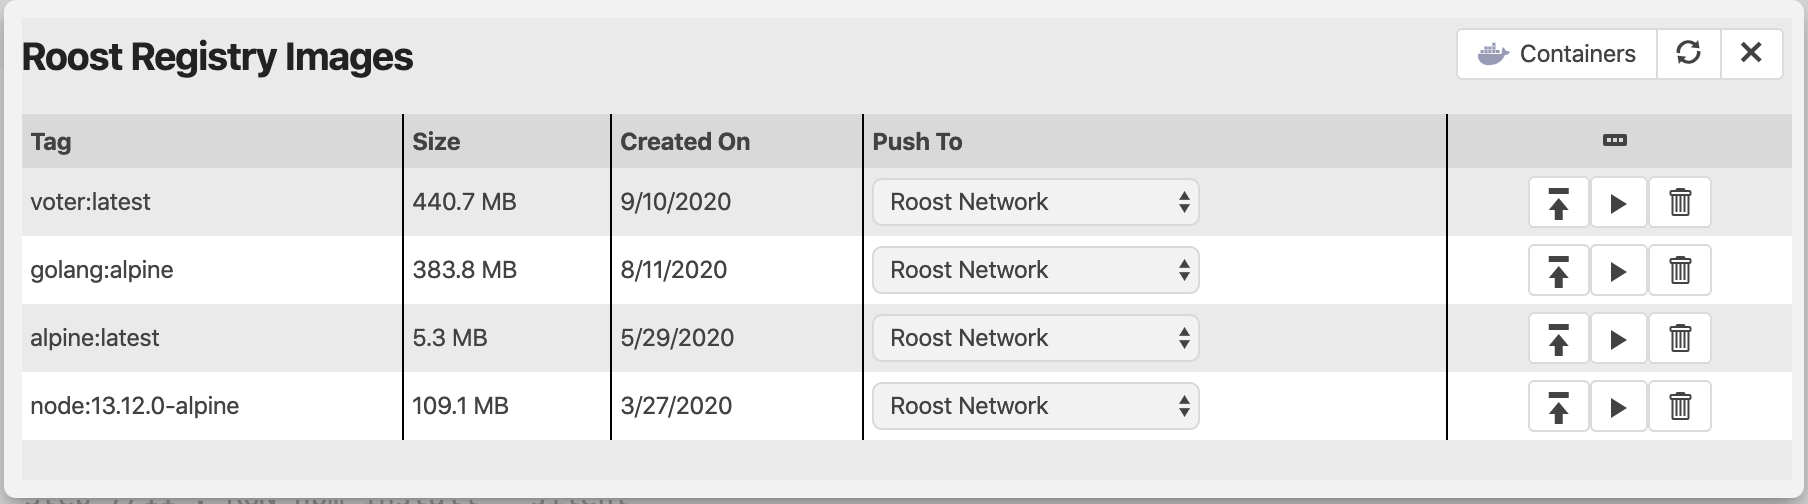 Roost Registry Images
Containers
Tag Size Created On Push To
voter:latest 440.7 MB 9/10/2020 Roost Network
golang:alpine 383.8 MB 8/11/2020 Roost Network
alpine:latest 5.3 MB 5/29/2020 Roost Network
node:13.12.0-alpine 109.1 MB 3/27/2020 Roost Network